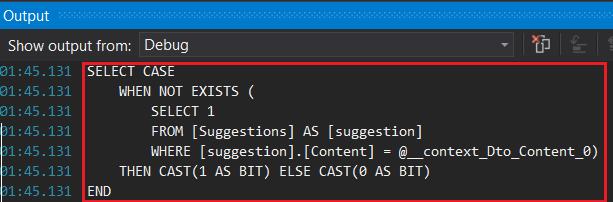 Output
Show output from: Debug
01:45.131 SELECT CASE
01:45.131     WHEN NOT EXISTS (
01:45.131         SELECT 1
01:45.131         FROM [Suggestions] AS [suggestion]
01:45.131         WHERE [suggestion].[Content] = @__context_Dto_Content_0)
01:45.131     THEN CAST(1 AS BIT) ELSE CAST(0 AS BIT)
01:45.131 END